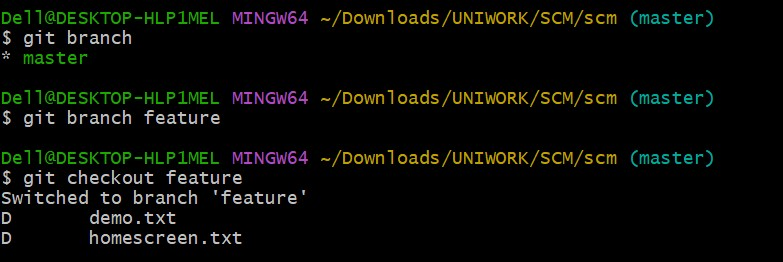 Dell@DESKTOP-HLP1MEL MINGW64 ~/Downloads/UNIWORK/SCM/scm (master)
$ git branch
* master
Dell@DESKTOP-HLP1MEL MINGW64 ~/Downloads/UNIWORK/SCM/scm (master)
$ git branch feature
Dell@DESKTOP-HLP1MEL MINGW64 ~/Downloads/UNIWORK/SCM/scm (master)
$ git checkout feature
Switched to branch 'feature'
D       demo.txt
D       homescreen.txt